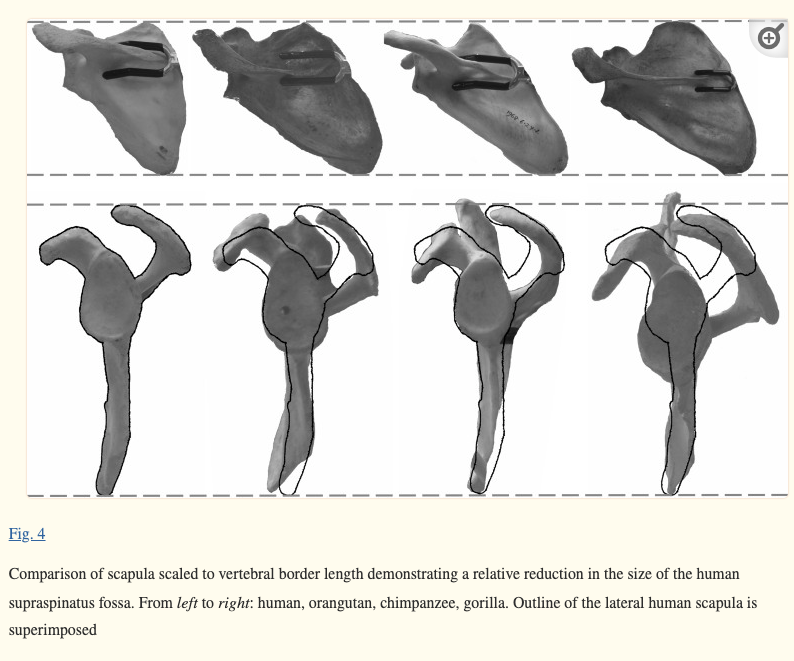 Fig. 4
Comparison of scapula scaled to vertebral border length demonstrating a relative reduction in the size of the human
supraspinatus fossa. From left to right: human, orangutan, chimpanzee, gorilla. Outline of the lateral human scapula is
superimposed